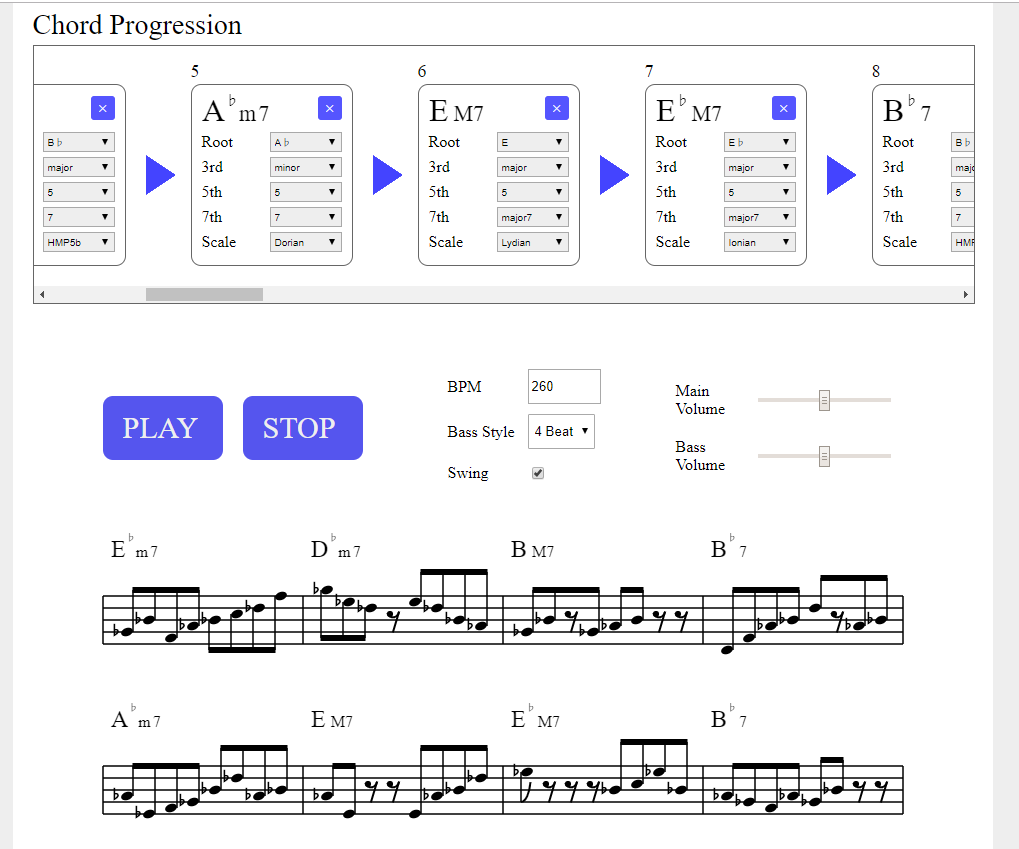 Chord Progression
5 6 7 8
A♭m7 × E M7 × E♭M7 × B♭7
×
B♭ Root A♭ Root E Root E♭ Root B♭
major 3rd minor 3rd major 3rd major 3rd
5 5th 5 5th 5 5th 5 5th 5
7 7th 7 7th major7 7th major7 7th 7
HMP5b Scale Dorian Scale Lydian Scale Ionian Scale
PLAY STOP
BPM 260
Bass Style 4 Beat
Swing
Main
Volume
Bass
Volume
E♭m7 D♭m7 B M7 B♭7
A♭m7 E M7 E♭M7 B♭7